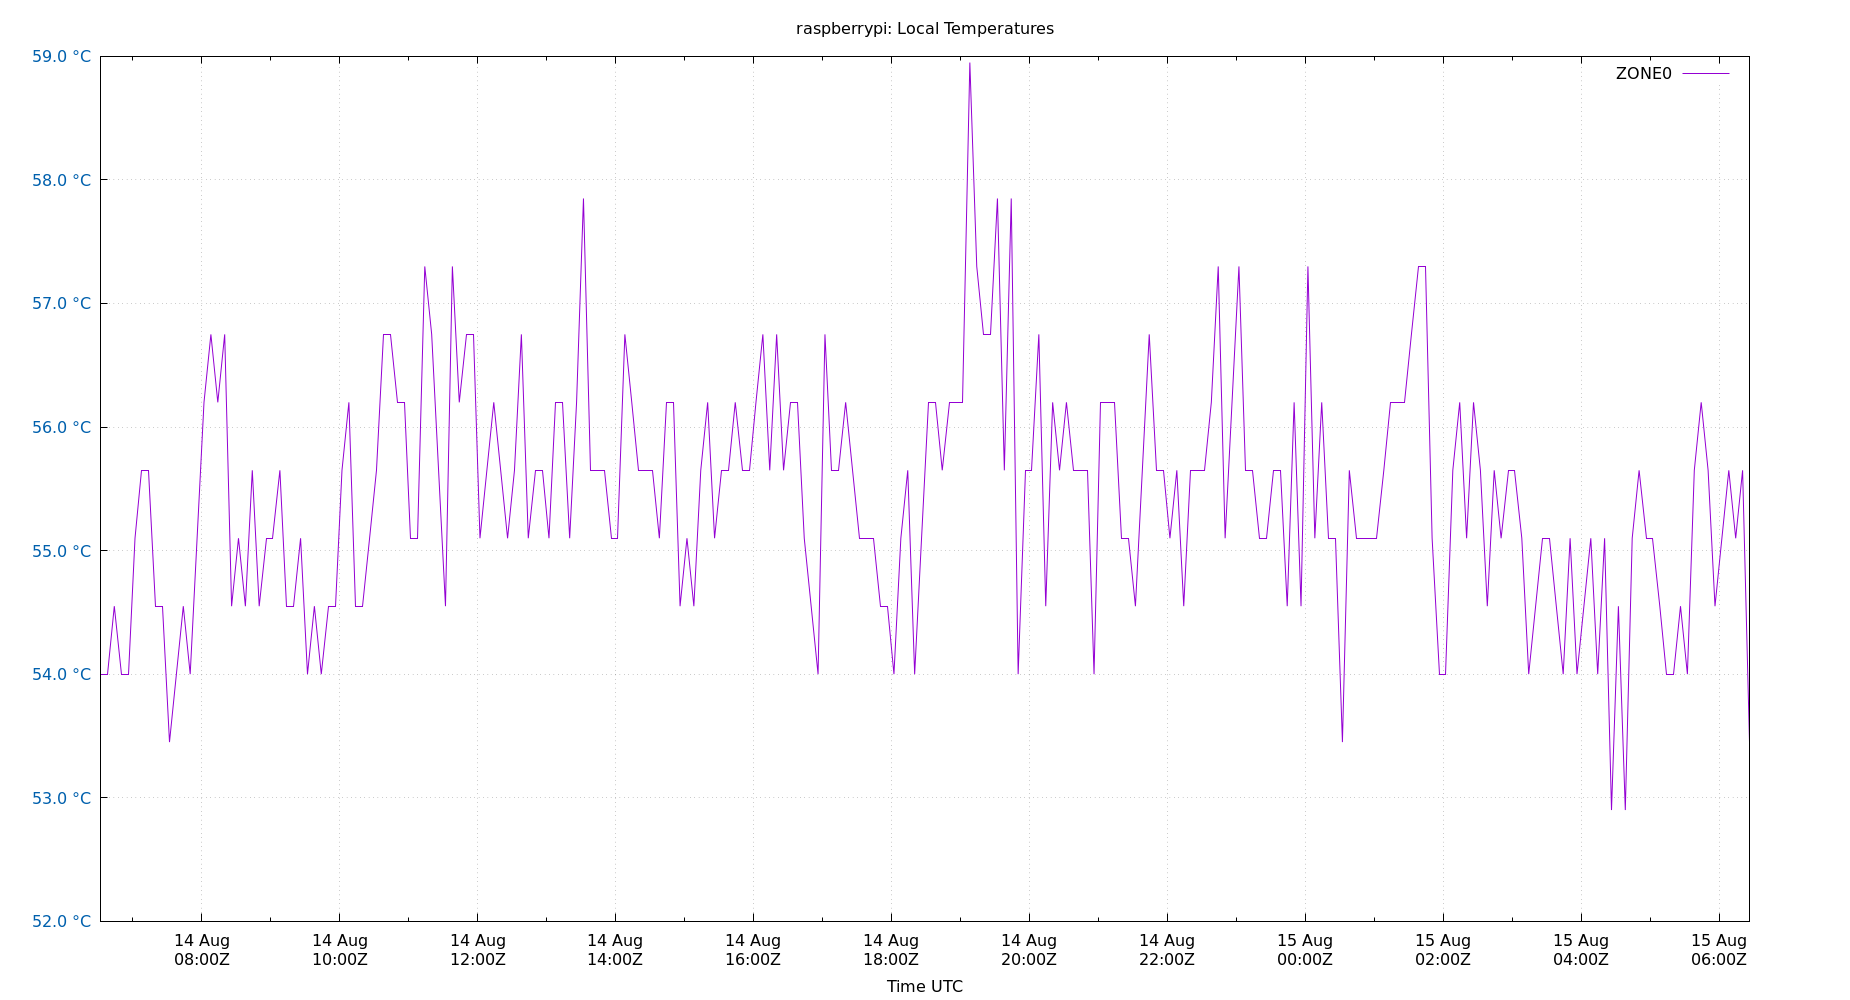 raspberrypi: Local Temperatures
59.0 °C
ZONE0
58.0 °C
57.0 °C
56.0 °C
55.0 °C
54.0 °C
53.0 °C
52.0 °C
14 Aug 14 Aug 14 Aug 14 Aug 14 Aug 14 Aug 14 Aug 14 Aug 15 Aug 15 Aug 15 Aug 15 Aug
08:00Z 10:00Z 12:00Z 14:00Z 16:00Z 18:00Z 20:00Z 22:00Z 00:00Z 02:00Z 04:00Z 06:00Z
Time UTC